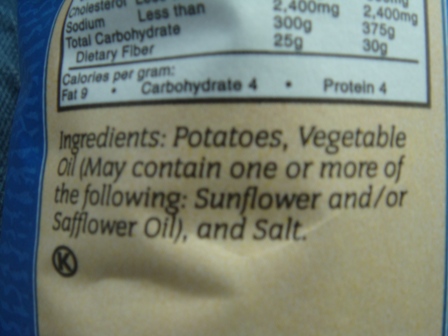 Cholesterol Less
Sodium Less than 2,400mg 2,400mg
Total Carbohydrate 300g 375g
Dietary Fiber 25g 30g
Calories per gram:
Fat 9 • Carbohydrate 4 • Protein 4
Ingredients: Potatoes, Vegetable
Oil (May contain one or more of
the following: Sunflower and/or
Safflower Oil), and Salt.
K